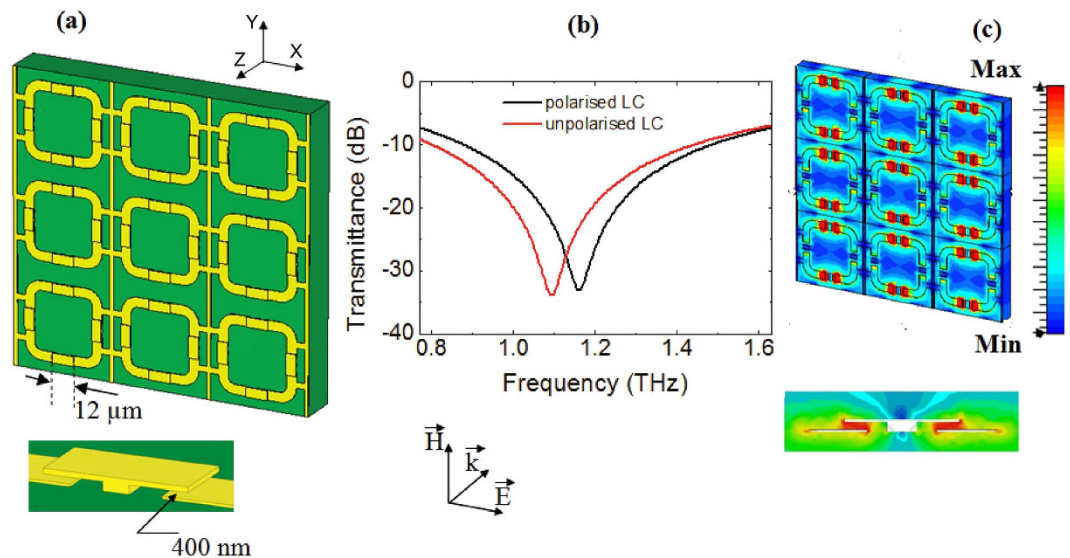 (a)
Y
X
Z
12 µm
400 nm
(b)
0
-10
-20
-30
-40
Transmittance (dB)
polarised LC
unpolarised LC
0.8
1.0
1.2
1.4
1.6
Frequency (THz)
H
k
E
(c)
Max
Min